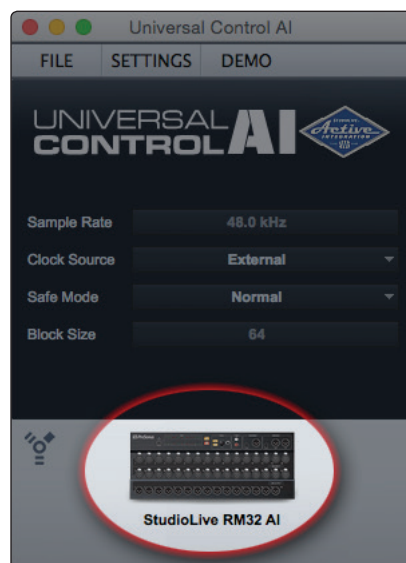 Universal Control AI
FILE SETTINGS DEMO
UNIVERSAL
CONTROL AI
Active
INTEGRATION
Sample Rate 48.0 kHz
Clock Source External
Safe Mode Normal
Block Size 64
StudioLive RM32 AI